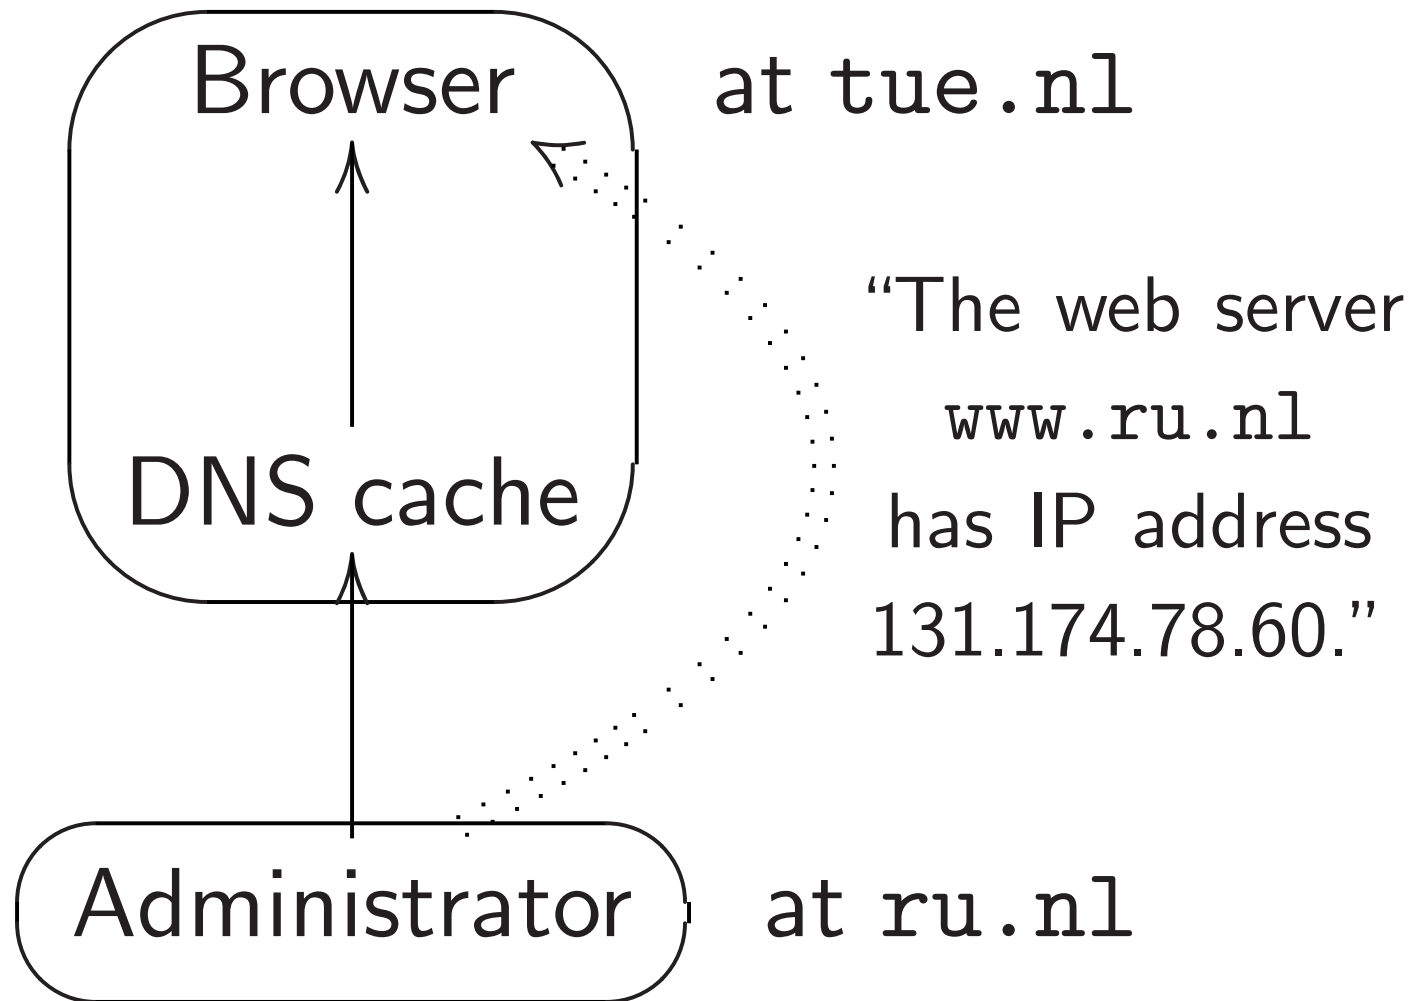 Browser at tue.nl
“The web server
www.ru.nl
has IP address
131.174.78.60.”
DNS cache
Administrator at ru.nl